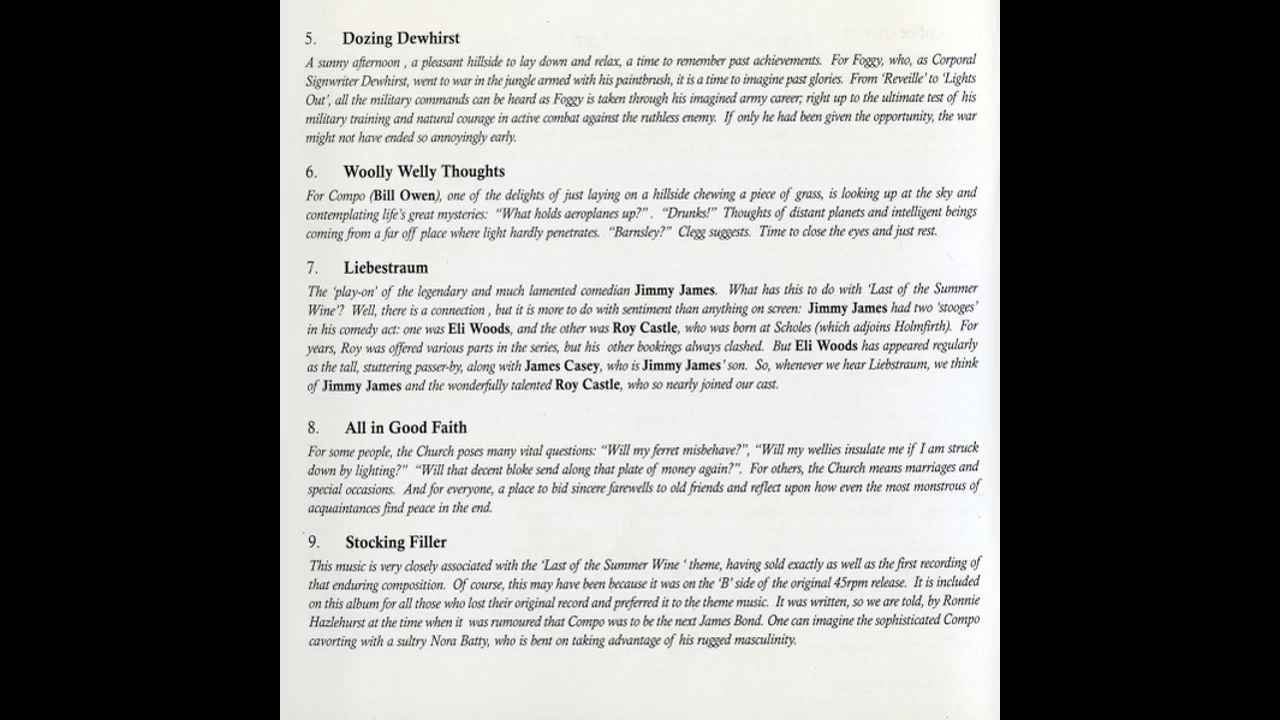 5. Dozing Dewhirst
A sunny afternoon , a pleasant hillside to lay down and relax, a time to remember past achievements. For Foggy, who, as Corporal
Signwriter Dewhirst, went to war in the jungle armed with his paintbrush, it is a time to imagine past glories. From 'Reveille' to 'Lights
Out', all the military commands can be heard as Foggy is taken through his imagined army career; right up to the ultimate test of his
military training and natural courage in active combat against the ruthless enemy. If only he had been given the opportunity, the war
might not have ended so annoyingly early.
6. Woolly Welly Thoughts
For Compo (Bill Owen), one of the delights of just laying on a hillside chewing a piece of grass, is looking up at the sky and
contemplating life's great mysteries: "What holds aeroplanes up?" . "Drunks!" Thoughts of distant planets and intelligent beings
coming from a far off place where light hardly penetrates. "Barnsley?" Clegg suggests. Time to close the eyes and just rest.
7. Liebestraum
The 'play-on' of the legendary and much lamented comedian Jimmy James. What has this to do with 'Last of the Summer
Wine'? Well, there is a connection , but it is more to do with sentiment than anything on screen: Jimmy James had two 'stooges'
in his comedy act: one was Eli Woods, and the other was Roy Castle, who was born at Scholes (which adjoins Holmfirth). For
years, Roy was offered various parts in the series, but his other bookings always clashed. But Eli Woods has appeared regularly
as the tall, stuttering passer-by, along with James Casey, who is Jimmy James' son. So, whenever we hear Liebstraum, we think
of Jimmy James and the wonderfully talented Roy Castle, who so nearly joined our cast.
8. All in Good Faith
For some people, the Church poses many vital questions: "Will my ferret misbehave?", "Will my wellies insulate me if I am struck
down by lighting?" "Will that decent bloke send along that plate of money again?". For others, the Church means marriages and
special occasions. And for everyone, a place to bid sincere farewells to old friends and reflect upon how even the most monstrous of
acquaintances find peace in the end.
9. Stocking Filler
This music is very closely associated with the 'Last of the Summer Wine ' theme, having sold exactly as well as the first recording of
that enduring composition. Of course, this may have been because it was on the 'B' side of the original 45rpm release. It is included
on this album for all those who lost their original record and preferred it to the theme music. It was written, so we are told, by Ronnie
Hazlehurst at the time when it was rumoured that Compo was to be the next James Bond. One can imagine the sophisticated Compo
cavorting with a sultry Nora Batty, who is bent on taking advantage of his rugged masculinity.